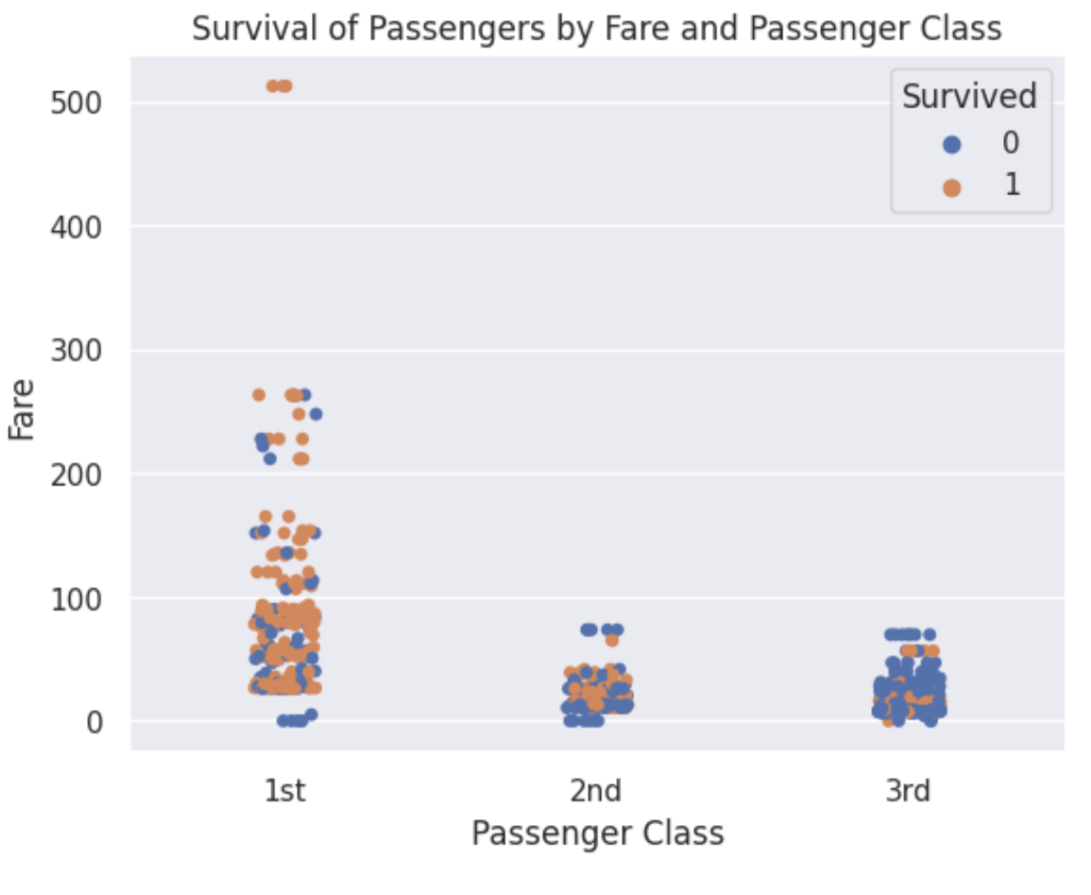 Survival of Passengers by Fare and Passenger Class
Survived
0
1
500
400
300
200
100
0
Fare
1st 2nd 3rd
Passenger Class